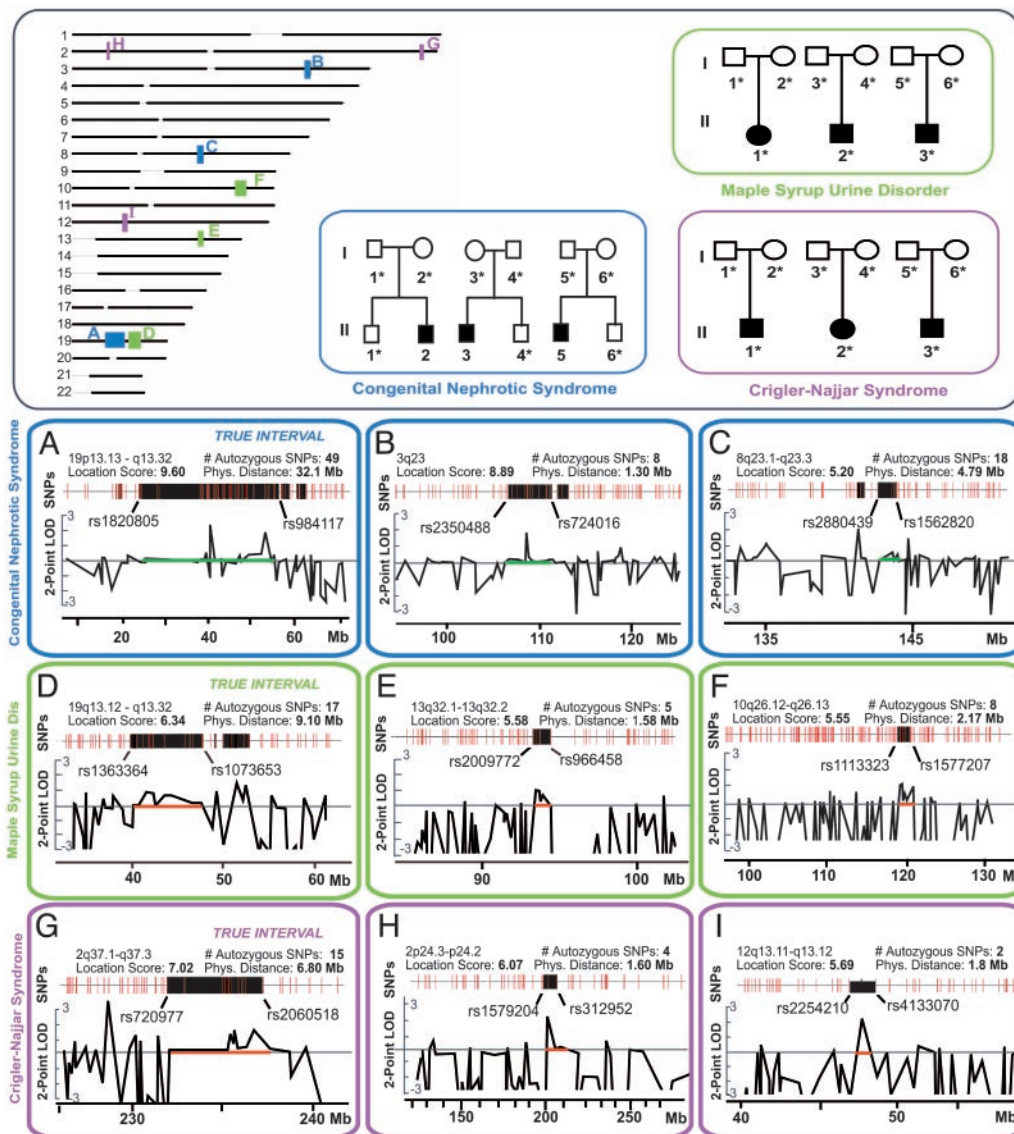 1
2
3
4
5
6
7
8
9
10
11
12
13
14
15
16
17
18
19
20
21
22
H
G
B
C
F
I
E
A
D
I
1* 2* 3* 4* 5* 6*
II
1* 2* 3*
Maple Syrup Urine Disorder
I
1* 2* 3* 4* 5* 6*
II
1* 2 3 4* 5 6*
Congenital Nephrotic Syndrome
I
1* 2* 3* 4* 5* 6*
II
1* 2* 3*
Crigler-Najjar Syndrome
Congenital Nephrotic Syndrome
A
TRUE INTERVAL
19p13.13 - q13.32 # Autozygous SNPs: 49
Location Score: 9.60 Phys. Distance: 32.1 Mb
SNPs
rs1820805 rs984117
2-Point LOD
3
-3
20 40 60 Mb
B
3q23 # Autozygous SNPs: 8
Location Score: 8.89 Phys. Distance: 1.30 Mb
SNPs
rs2350488 rs724016
2-Point LOD
3
-3
100 110 120 Mb
C
8q23.1-q23.3 # Autozygous SNPs: 18
Location Score: 5.20 Phys. Distance: 4.79 Mb
SNPs
rs2880439 rs1562820
2-Point LOD
3
-3
135 145 Mb
Maple Syrup Urine Dis
D
TRUE INTERVAL
19q13.12 - q13.32 # Autozygous SNPs: 17
Location Score: 6.34 Phys. Distance: 9.10 Mb
SNPs
rs1363364 rs1073653
2-Point LOD
3
-3
40 50 60 Mb
E
13q32.1-13q32.2 # Autozygous SNPs: 5
Location Score: 5.58 Phys. Distance: 1.58 Mb
SNPs
rs2009772 rs966458
2-Point LOD
3
-3
90 100 Mb
F
10q26.12-q26.13 # Autozygous SNPs: 8
Location Score: 5.55 Phys. Distance: 2.17 Mb
SNPs
rs1113323 rs1577207
2-Point LOD
3
-3
100 110 120 130 Mb
Crigler-Najjar Syndrome
G
TRUE INTERVAL
2q37.1-q37.3 # Autozygous SNPs: 15
Location Score: 7.02 Phys. Distance: 6.80 Mb
SNPs
rs720977 rs2060518
2-Point LOD
3
-3
230 240 Mb
H
2p24.3-p24.2 # Autozygous SNPs: 4
Location Score: 6.07 Phys. Distance: 1.60 Mb
SNPs
rs1579204 rs312952
2-Point LOD
3
-3
150 200 250 Mb
I
12q13.11-q13.12 # Autozygous SNPs: 2
Location Score: 5.69 Phys. Distance: 1.8 Mb
SNPs
rs2254210 rs4133070
2-Point LOD
3
-3
40 50 Mb